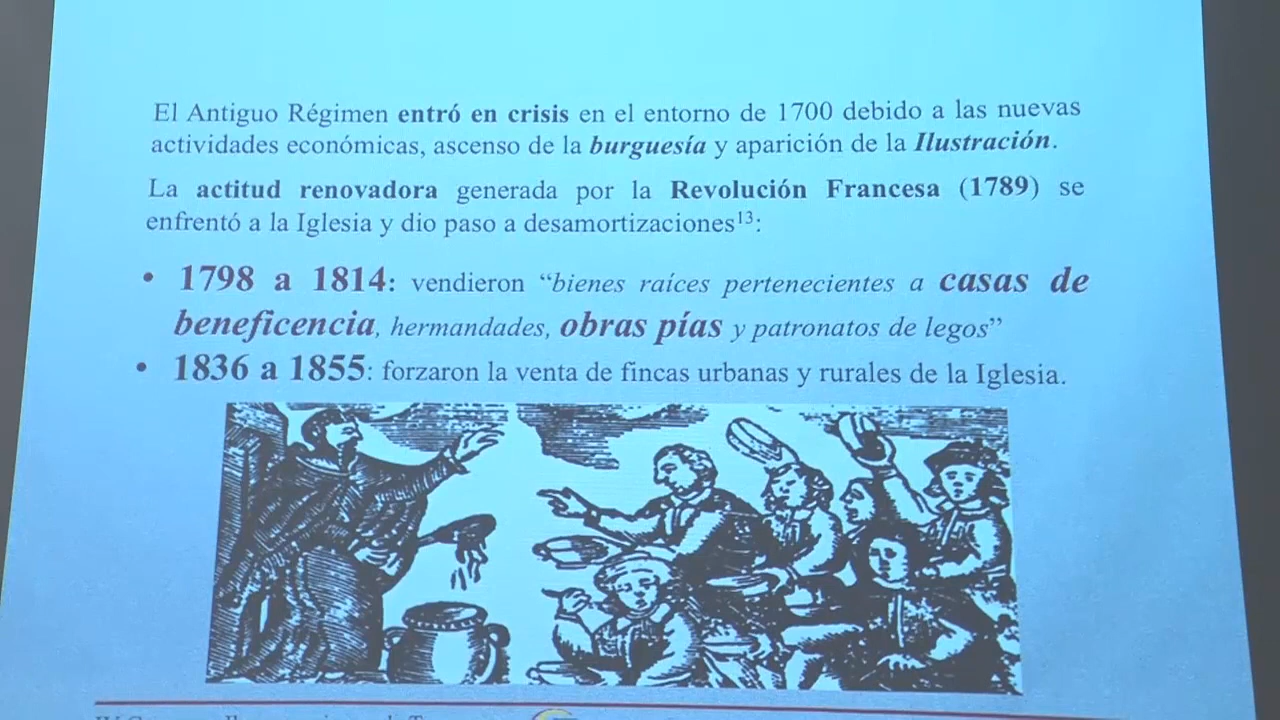 El Antiguo Régimen entró en crisis en el entorno de 1700 debido a las nuevas
actividades económicas, ascenso de la burguesía y aparición de la Ilustración.
La actitud renovadora generada por la Revolución Francesa (1789) se
enfrentó a la Iglesia y dio paso a desamortizaciones¹³:
• 1798 a 1814: vendieron “bienes raíces pertenecientes a casas de
beneficencia, hermandades, obras pías y patronatos de legos”
• 1836 a 1855: forzaron la venta de fincas urbanas y rurales de la Iglesia.